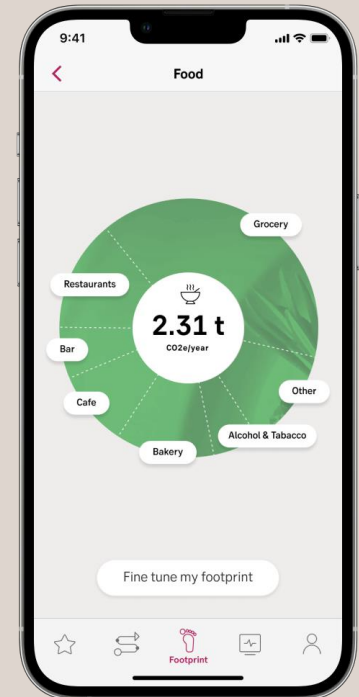 9:41
Food
Grocery
Restaurants
2.31 t
CO2e/year
Bar
Other
Cafe
Alcohol & Tabacco
Bakery
Fine tune my footprint
Footprint